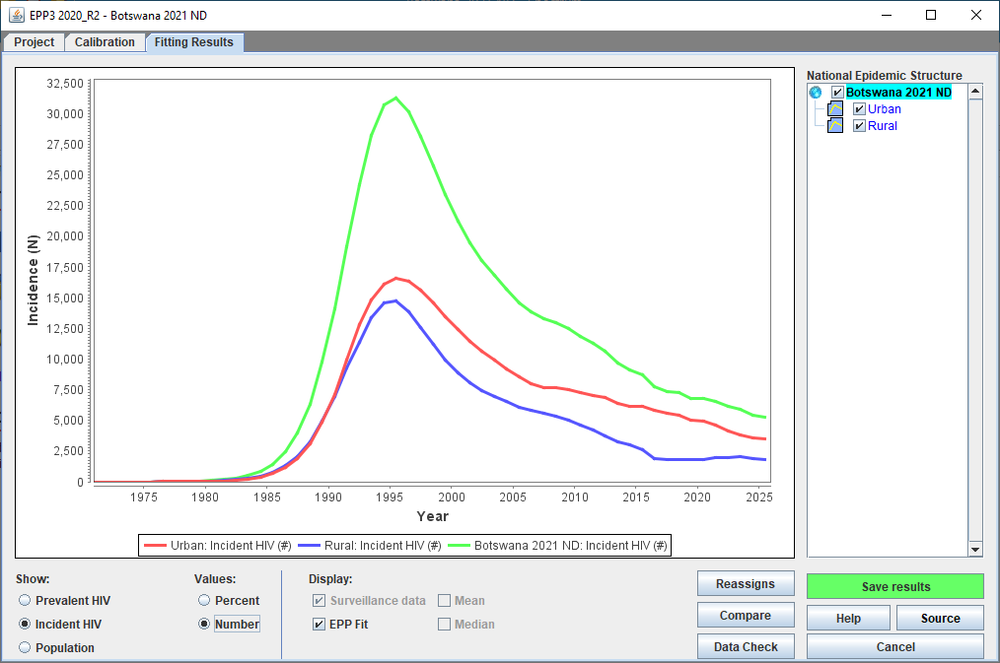 EPP3 2020_R2 - Botswana 2021 ND
Project Calibration Fitting Results
National Epidemic Structure
Botswana 2021 ND
Urban
Rural
32,500
30,000
27,500
25,000
22,500
20,000
17,500
15,000
12,500
10,000
7,500
5,000
2,500
0
Incidence (N)
1975 1980 1985 1990 1995 2000 2005 2010 2015 2020 2025
Year
Urban: Incident HIV (#) Rural: Incident HIV (#) Botswana 2021 ND: Incident HIV (#)
Show: Values: Display:
Prevalent HIV Percent Surveillance data Mean
Incident HIV Number EPP Fit Median
Population
Reassigns
Compare
Data Check
Save results
Help Source
Cancel